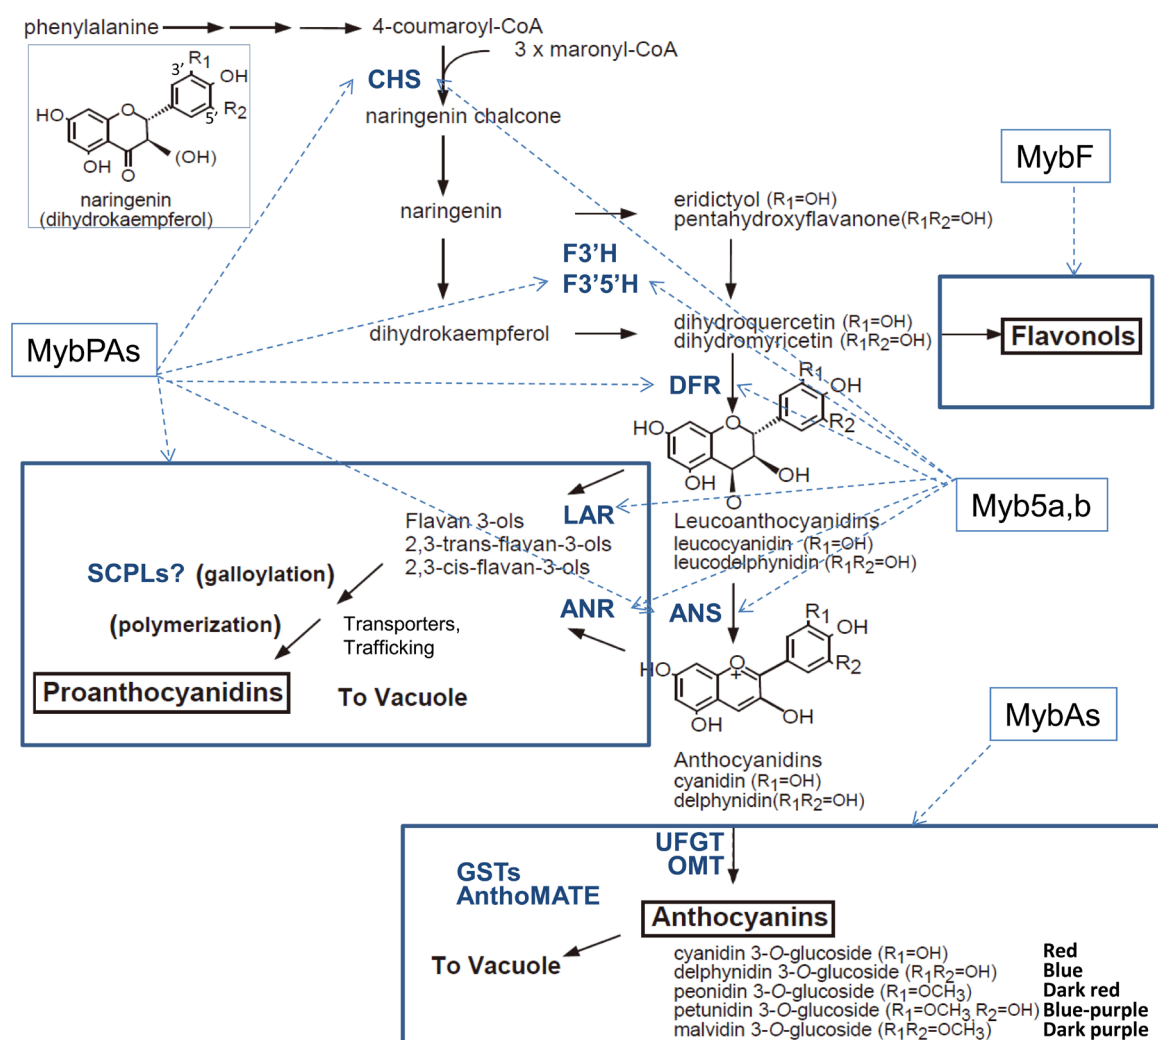 phenylalanine
4-coumaroyl-CoA
3 x maronyl-CoA
CHS
3'
R1
OH
HO
O
5'
R2
OH
O
(OH)
naringenin
(dihydrokaempferol)
naringenin chalcone
MybF
naringenin
eridictyol (R1=OH)
pentahydroxyflavanone(R1R2=OH)
F3’H
F3’5’H
dihydrokaempferol
dihydroquercetin (R1=OH)
dihydromyricetin (R1R2=OH)
Flavonols
MybPAs
DFR
R1
OH
R2
HO
O
OH
OH
O
Myb5a,b
LAR
Flavan 3-ols
2,3-trans-flavan-3-ols
2,3-cis-flavan-3-ols
Leucoanthocyanidins
leucocyanidin (R1=OH)
leucodelphynidin (R1R2=OH)
SCPLs? (galloylation)
(polymerization)
ANR
ANS
Transporters,
Trafficking
R1
OH
R2
HO
O
+
OH
OH
Proanthocyanidins
To Vacuole
MybAs
Anthocyanidins
cyanidin (R1=OH)
delphynidin(R1R2=OH)
UFGT
OMT
GSTs
AnthoMATE
Anthocyanins
To Vacuole
cyanidin 3-O-glucoside (R1=OH) Red
delphynidin 3-O-glucoside (R1R2=OH) Blue
peonidin 3-O-glucoside (R1=OCH3) Dark red
petunidin 3-O-glucoside (R1=OCH3,R2=OH) Blue-purple
malvidin 3-O-glucoside (R1R2=OCH3) Dark purple